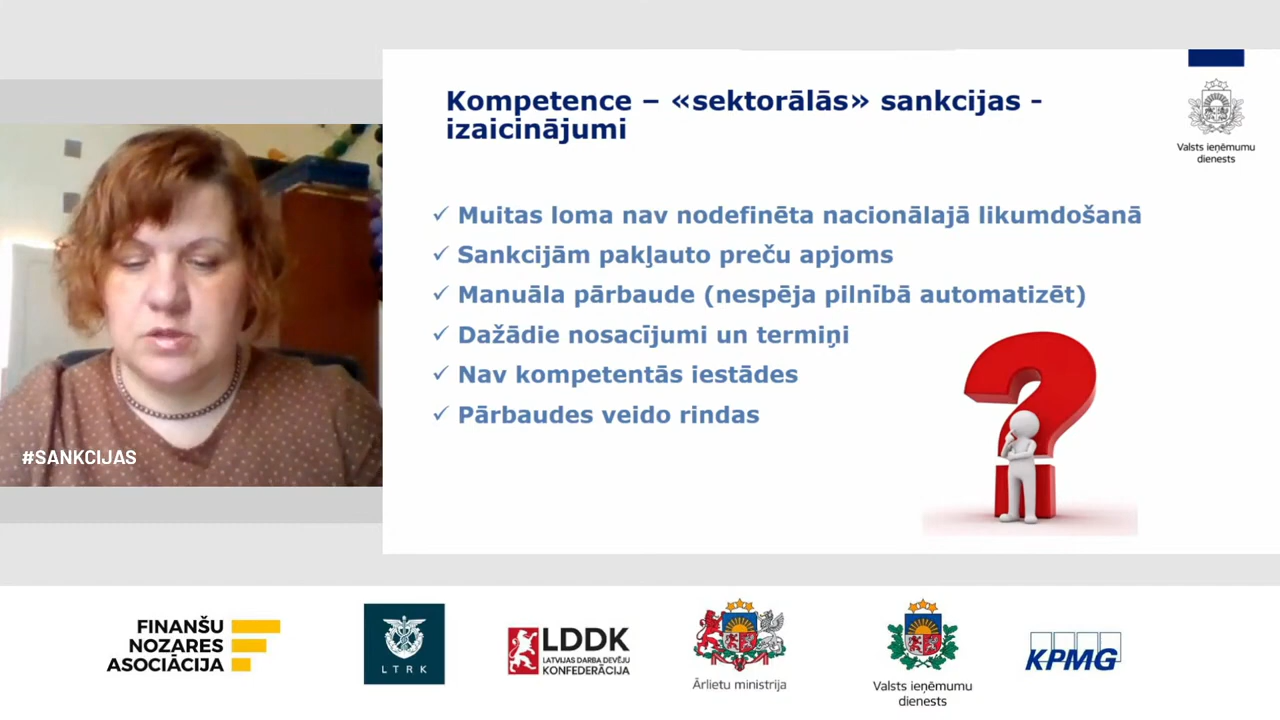 Kompetence – «sektorālās» sankcijas -
izaicinājumi
Valsts ieņēmumu
dienests
✓ Muitas loma nav nodefinēta nacionālajā likumdošanā
✓ Sankcijām pakļauto preču apjoms
✓ Manuāla pārbaude (nespēja pilnībā automatizēt)
✓ Dažādie nosacījumi un termiņi
✓ Nav kompetentās iestādes
✓ Pārbaudes veido rindas
#SANKCIJAS
FINANŠU
NOZARES
ASOCIĀCIJA
LTRK
LDDK
LATVIJAS DARBA DEVĒJU
KONFEDERĀCIJA
Ārlietu ministrija
Valsts ieņēmumu
dienests
KPMG